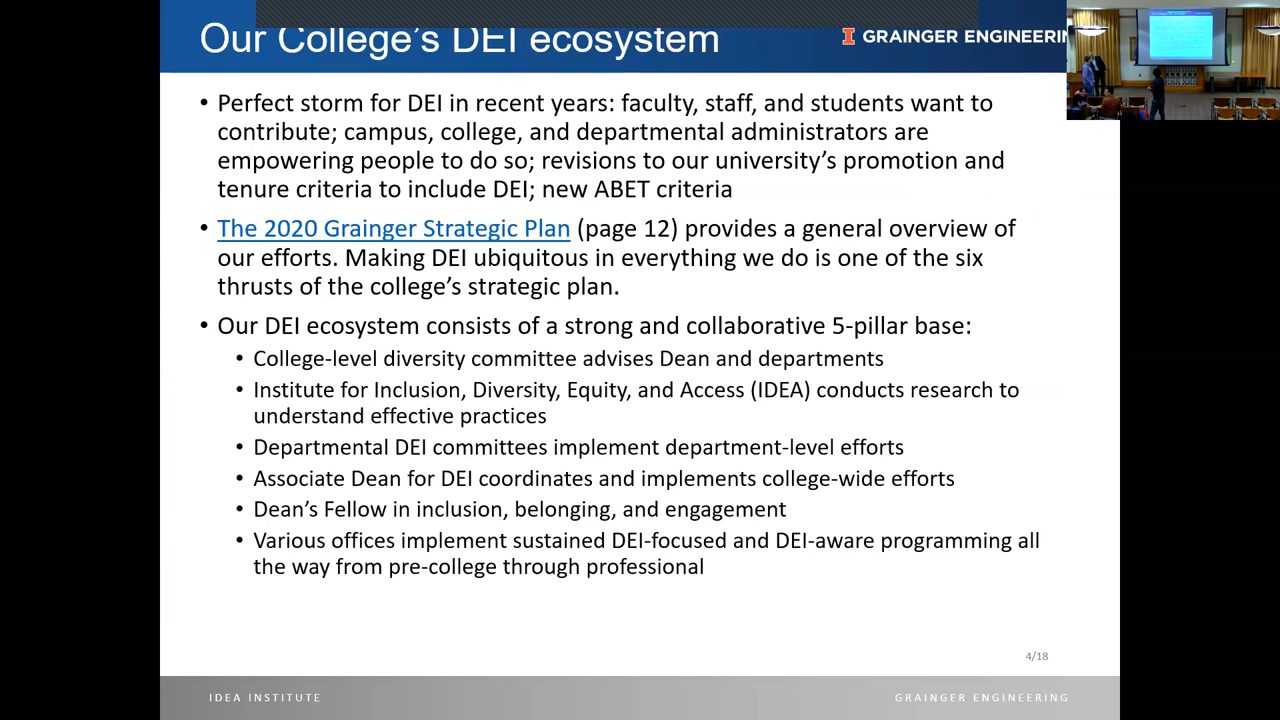 Our College's DEI ecosystem
GRAINGER ENGINEERIN
• Perfect storm for DEI in recent years: faculty, staff, and students want to
contribute; campus, college, and departmental administrators are
empowering people to do so; revisions to our university's promotion and
tenure criteria to include DEI; new ABET criteria
• The 2020 Grainger Strategic Plan (page 12) provides a general overview of
our efforts. Making DEI ubiquitous in everything we do is one of the six
thrusts of the college's strategic plan.
• Our DEI ecosystem consists of a strong and collaborative 5-pillar base:
• College-level diversity committee advises Dean and departments
• Institute for Inclusion, Diversity, Equity, and Access (IDEA) conducts research to
understand effective practices
• Departmental DEI committees implement department-level efforts
• Associate Dean for DEI coordinates and implements college-wide efforts
• Dean's Fellow in inclusion, belonging, and engagement
• Various offices implement sustained DEI-focused and DEI-aware programming all
the way from pre-college through professional
4/18
IDEA INSTITUTE
GRAINGER ENGINEERING